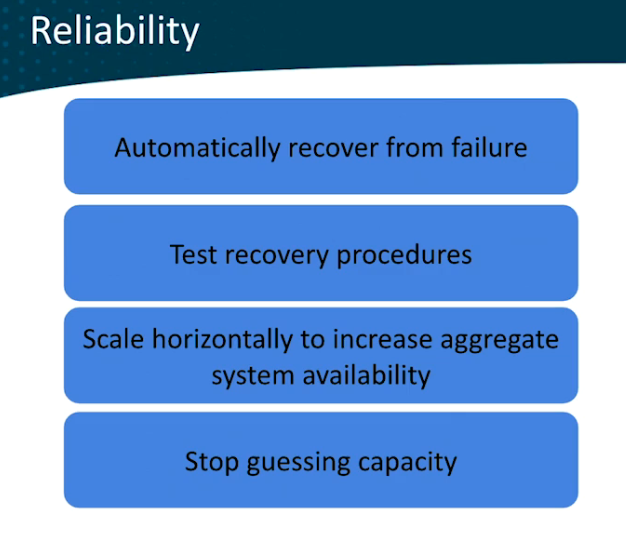 Reliability
Automatically recover from failure
Test recovery procedures
Scale horizontally to increase aggregate
system availability
Stop guessing capacity